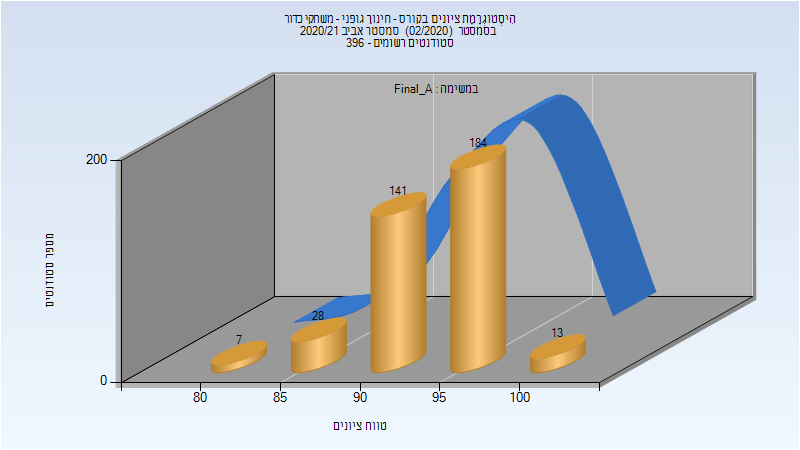 היסטוגרמת ציונים בקורס - חינוך גופני - משחקי כדור
בסמסטר (02/2020) סמסטר אביב 2020/21
סטודנטים רשומים - 396
במשימה : Final_A
184
141
28
7
13
200
0
מספר סטודנטים
80 85 90 95 100
טווח ציונים